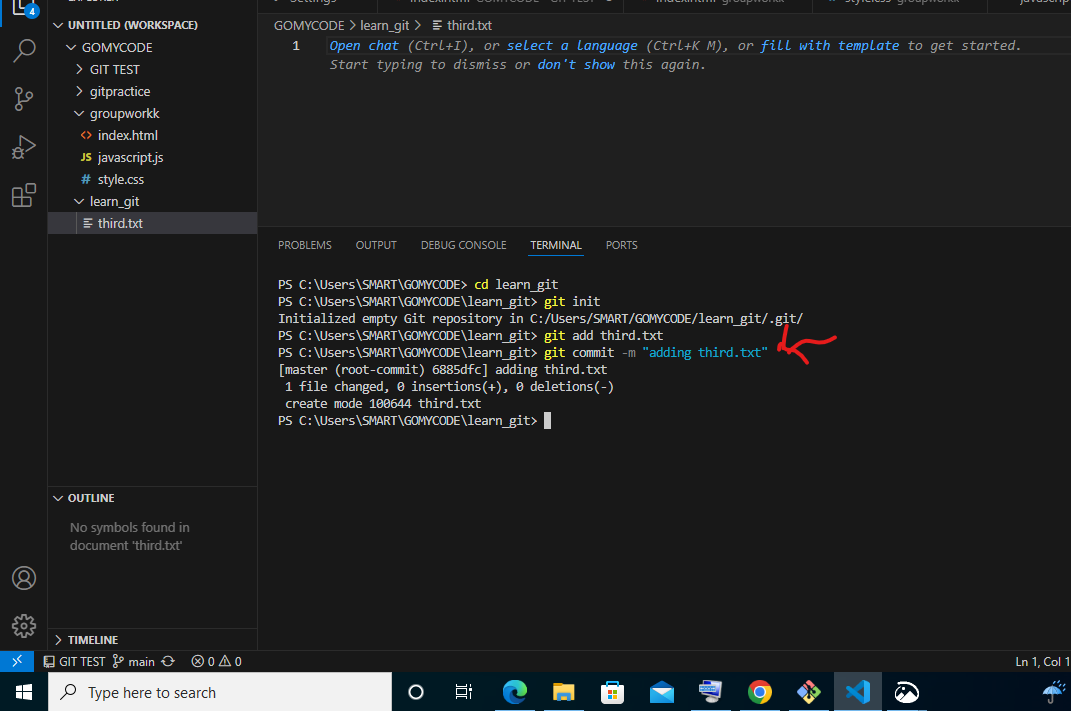 4
UNTITLED (WORKSPACE)
GOMYCODE
GIT TEST
gitpractice
groupworkk
<> index.html
JS javascript.js
# style.css
learn_git
third.txt
OUTLINE
No symbols found in
document 'third.txt'
TIMELINE
GOMYCODE > learn_git > third.txt
1 Open chat (Ctrl+I), or select a language (Ctrl+K M), or fill with template to get started.
Start typing to dismiss or don't show this again.
PROBLEMS OUTPUT DEBUG CONSOLE TERMINAL PORTS
PS C:\Users\SMART\GOMYCODE> cd learn_git
PS C:\Users\SMART\GOMYCODE\learn_git> git init
Initialized empty Git repository in C:/Users/SMART/GOMYCODE/learn_git/.git/
PS C:\Users\SMART\GOMYCODE\learn_git> git add third.txt
PS C:\Users\SMART\GOMYCODE\learn_git> git commit -m "adding third.txt"
[master (root-commit) 6885dfc] adding third.txt
 1 file changed, 0 insertions(+), 0 deletions(-)
 create mode 100644 third.txt
PS C:\Users\SMART\GOMYCODE\learn_git>
GIT TEST main 0 0 Ln 1, Col 1
Type here to search